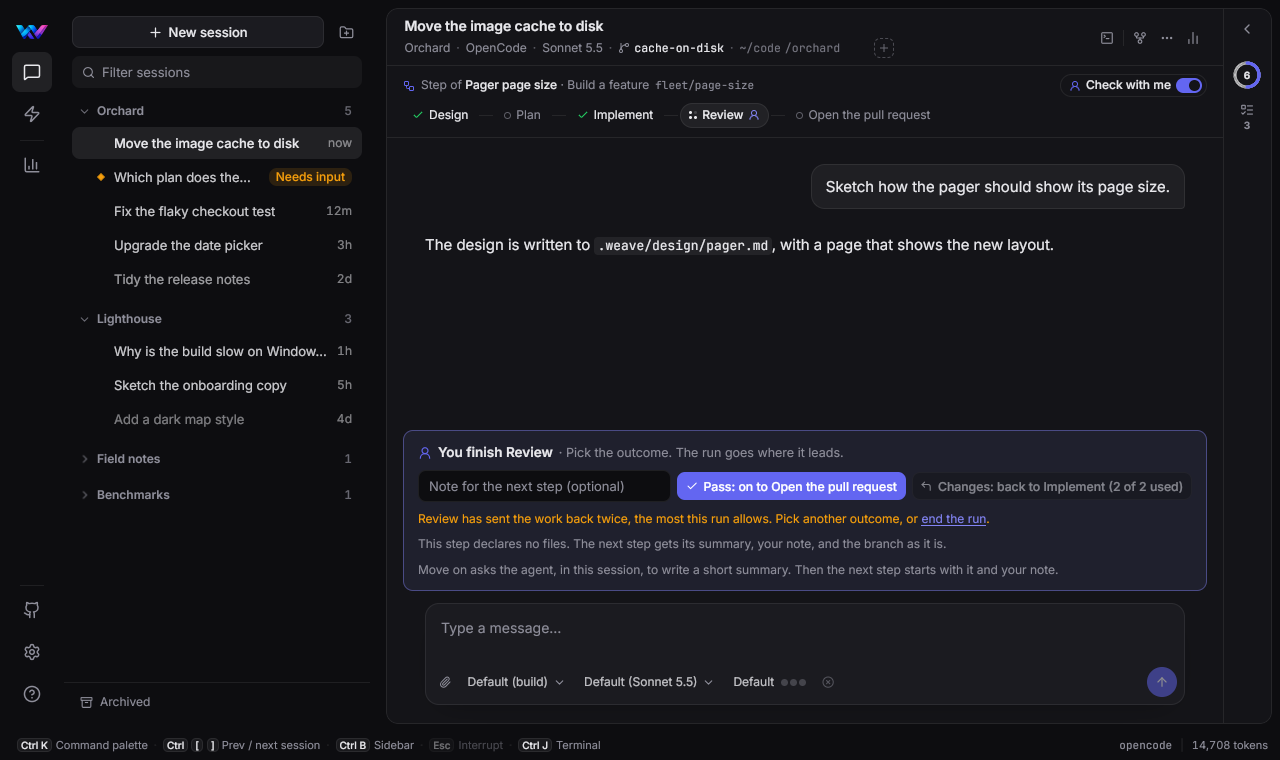 New session
Filter sessions
Orchard 5
Move the image cache to disk now
Which plan does the... Needs input
Fix the flaky checkout test 12m
Upgrade the date picker 3h
Tidy the release notes 2d
Lighthouse 3
Why is the build slow on Window... 1h
Sketch the onboarding copy 5h
Add a dark map style 4d
Field notes 1
Benchmarks 1
Archived
Move the image cache to disk
Orchard · OpenCode · Sonnet 5.5 · cache-on-disk · ~/code /orchard
Step of Pager page size · Build a feature fleet/page-size
Check with me
Design Plan Implement Review Open the pull request
6
3
Sketch how the pager should show its page size.
The design is written to .weave/design/pager.md, with a page that shows the new layout.
You finish Review · Pick the outcome. The run goes where it leads.
Note for the next step (optional) Pass: on to Open the pull request Changes: back to Implement (2 of 2 used)
Review has sent the work back twice, the most this run allows. Pick another outcome, or end the run.
This step declares no files. The next step gets its summary, your note, and the branch as it is.
Move on asks the agent, in this session, to write a short summary. Then the next step starts with it and your note.
Type a message...
Default (build) Default (Sonnet 5.5) Default
Ctrl K Command palette · Ctrl [ ] Prev / next session · Ctrl B Sidebar · Esc Interrupt · Ctrl J Terminal
opencode 14,708 tokens